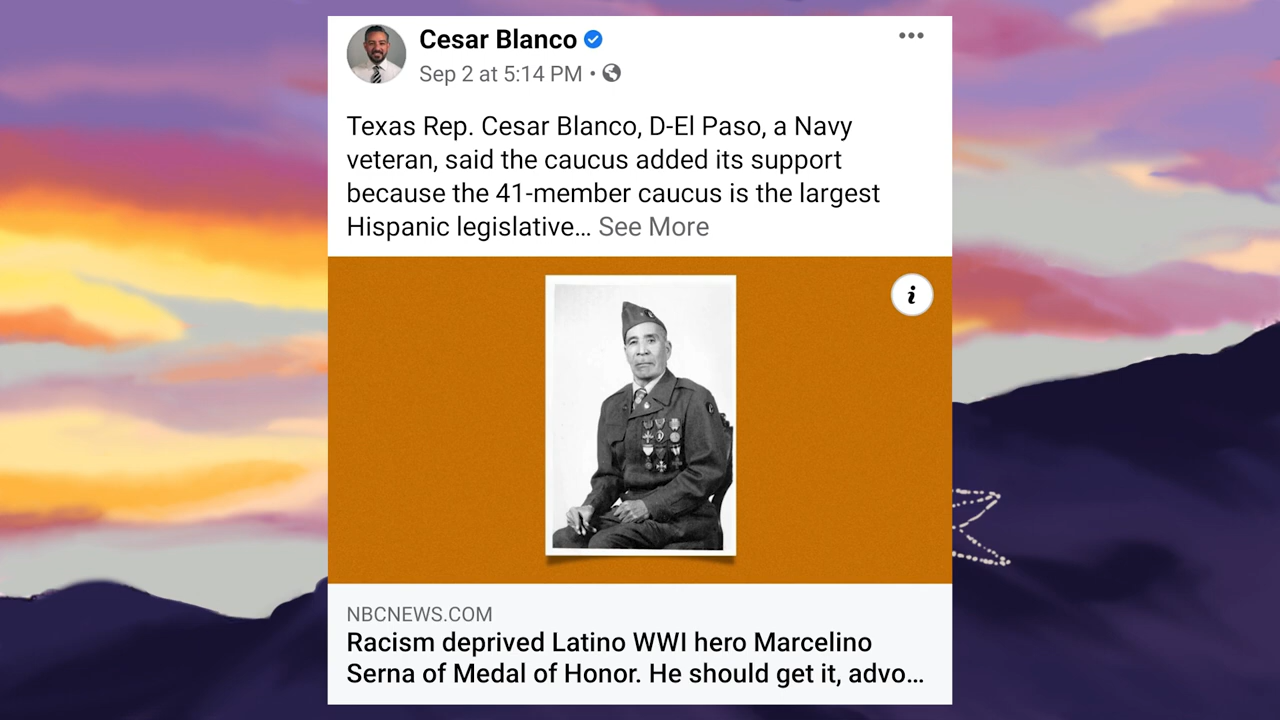 Cesar Blanco
Sep 2 at 5:14 PM •
Texas Rep. Cesar Blanco, D-El Paso, a Navy
veteran, said the caucus added its support
because the 41-member caucus is the largest
Hispanic legislative... See More
i
NBCNEWS.COM
Racism deprived Latino WWI hero Marcelino
Serna of Medal of Honor. He should get it, advo...